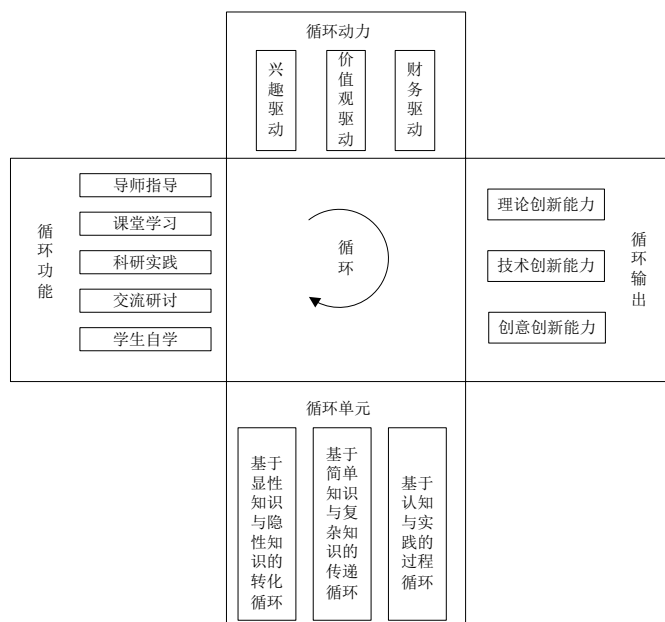 循环动力
兴
趣
驱
动
价
值
观
驱
动
财
务
驱
动
循
环
功
能
导师指导
课堂学习
科研实践
交流研讨
学生自学
循
环
理论创新能力
技术创新能力
创意创新能力
循
环
输
出
循环单元
基于
显性
知识
与隐
性知
识的
转化
循环
基于
简单
知识
与复
杂知
识的
传递
循环
基于
认知
与实
践的
过程
循环